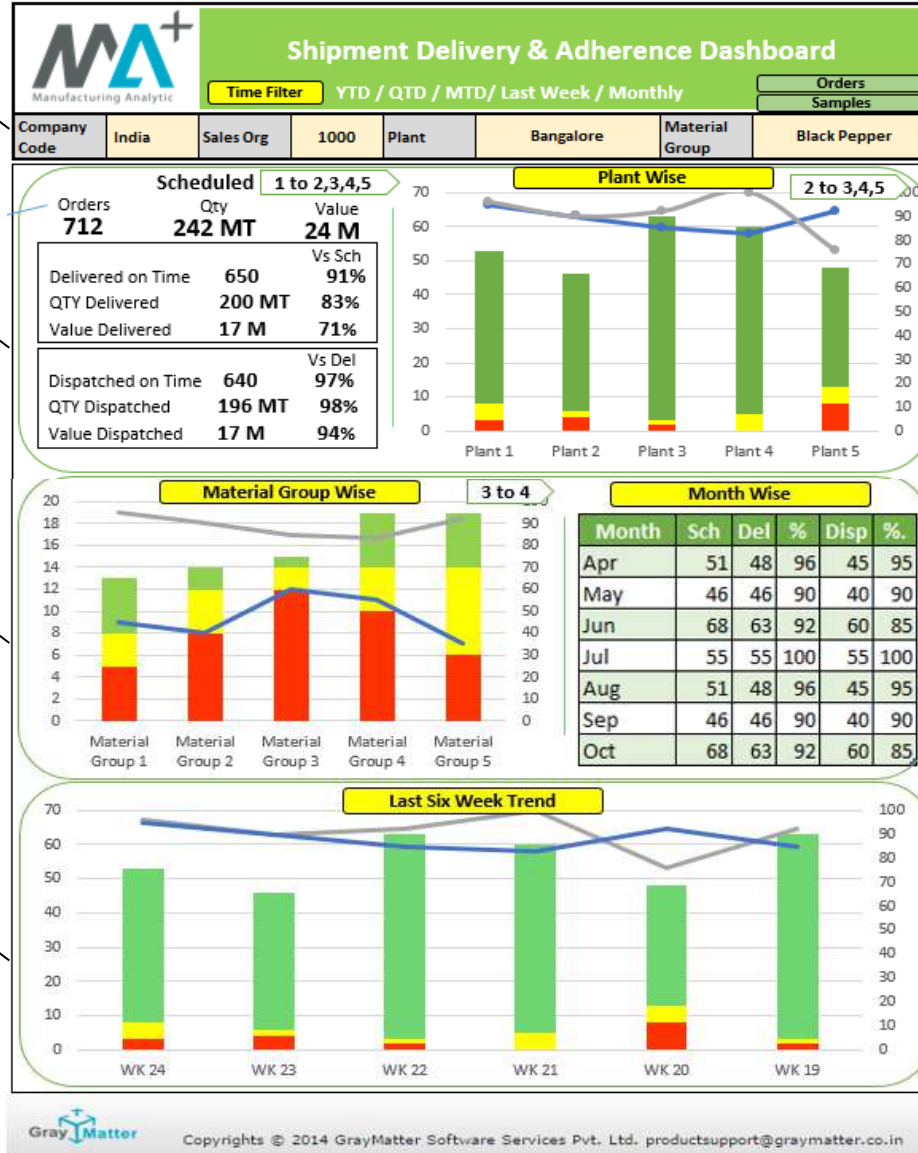 MA+
Manufacturing Analytic
Shipment Delivery & Adherence Dashboard
Time Filter YTD / QTD / MTD/ Last Week / Monthly
Orders
Samples
Company Code India Sales Org 1000 Plant Bangalore Material Group Black Pepper
Scheduled 1 to 2,3,4,5
Orders Qty Value
712 242 MT 24 M
Vs Sch
Delivered on Time 650 91%
QTY Delivered 200 MT 83%
Value Delivered 17 M 71%
Vs Del
Dispatched on Time 640 97%
QTY Dispatched 196 MT 98%
Value Dispatched 17 M 94%
Plant Wise
2 to 3,4,5
70 00
60 90
50 80
40 70
30 60
20 50
10 40
0 30
20
10
0
Plant 1 Plant 2 Plant 3 Plant 4 Plant 5
Material Group Wise
3 to 4
20
18 90
16 80
14 70
12 60
10 50
8 40
6 30
4 20
2 10
0 0
Material Material Material Material Material
Group 1 Group 2 Group 3 Group 4 Group 5
Month Wise
Month Sch Del % Disp %.
Apr 51 48 96 45 95
May 46 46 90 40 90
Jun 68 63 92 60 85
Jul 55 55 100 55 100
Aug 51 48 96 45 95
Sep 46 46 90 40 90
Oct 68 63 92 60 85
Last Six Week Trend
70 100
60 90
50 80
40 70
30 60
20 50
10 40
0 30
20
10
0
WK 24 WK 23 WK 22 WK 21 WK 20 WK 19
Gray Matter
Copyrights © 2014 GrayMatter Software Services Pvt. Ltd. productsupport@graymatter.co.in